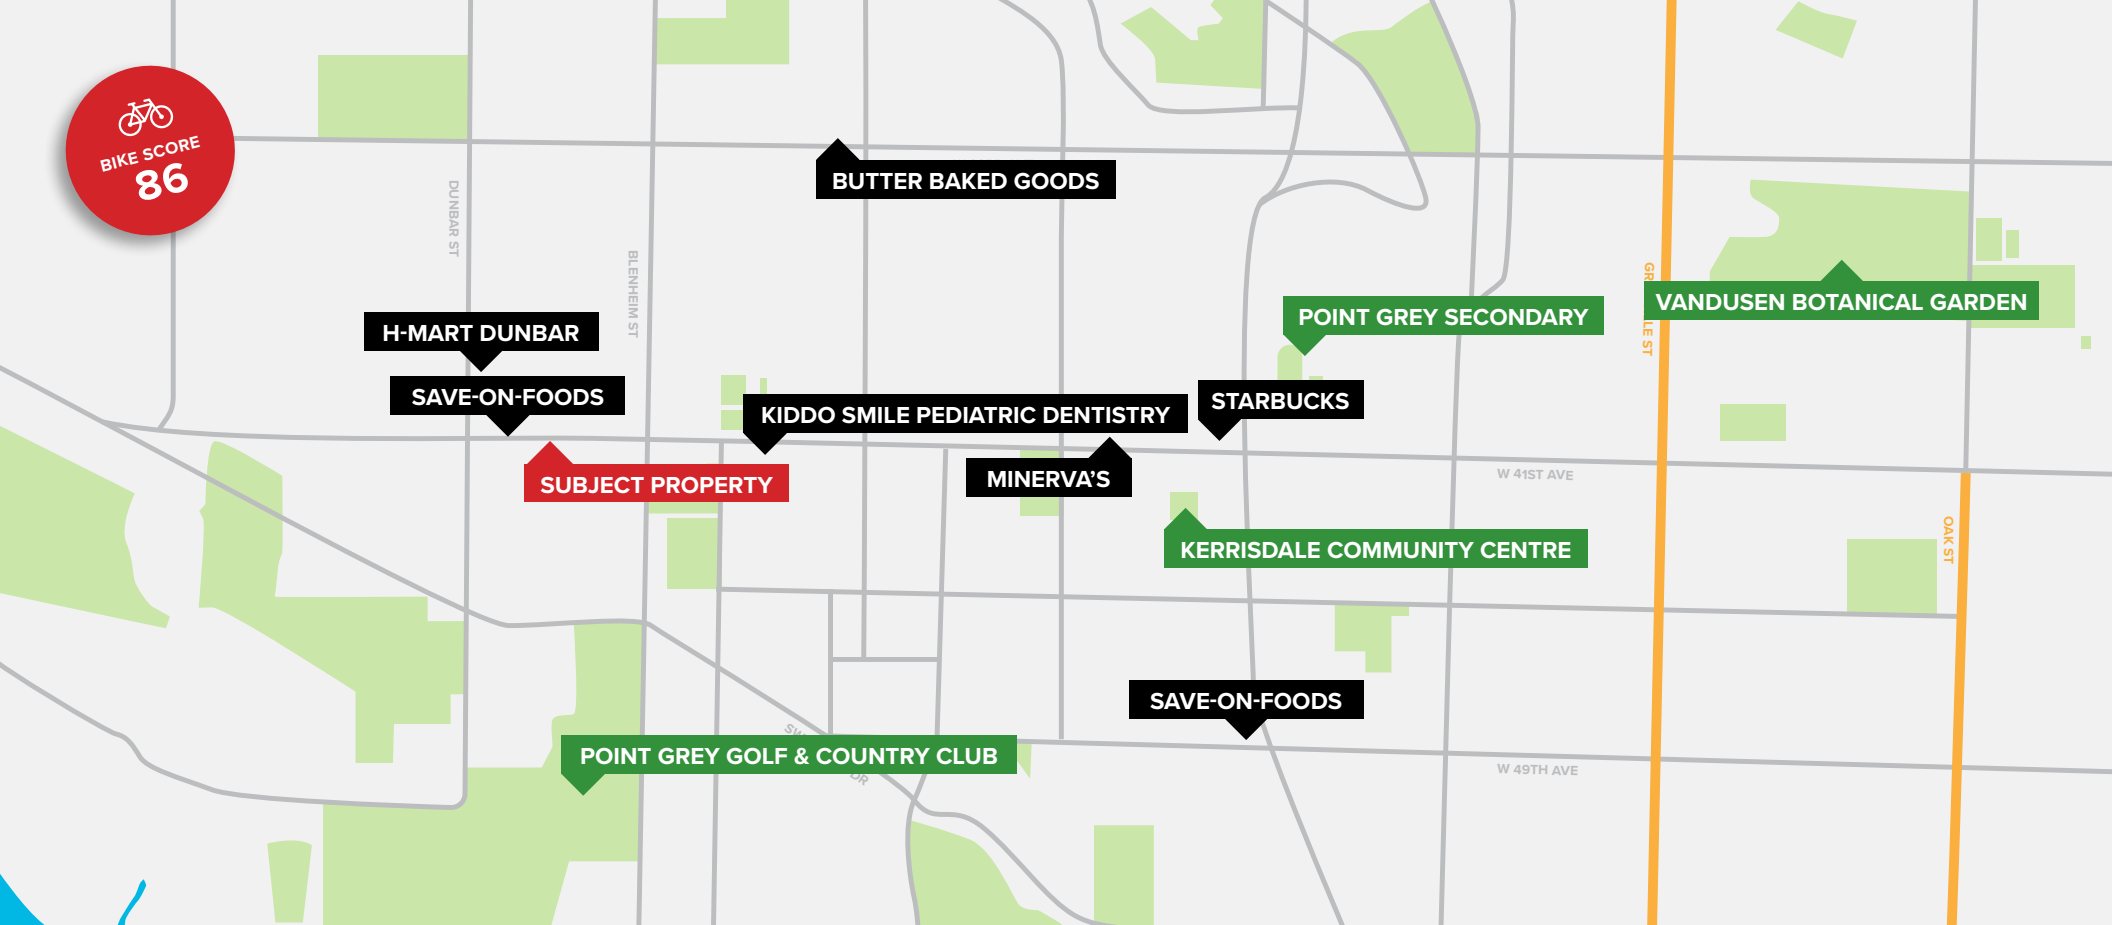 BIKE SCORE
86
DUNBAR ST
BLENHEIM ST
BUTTER BAKED GOODS
H-MART DUNBAR
SAVE-ON-FOODS
SUBJECT PROPERTY
KIDDO SMILE PEDIATRIC DENTISTRY
MINERVA'S
STARBUCKS
POINT GREY SECONDARY
VANDUSEN BOTANICAL GARDEN
W 41ST AVE
OAK ST
KERRISDALE COMMUNITY CENTRE
SAVE-ON-FOODS
POINT GREY GOLF & COUNTRY CLUB
DR
W 49TH AVE